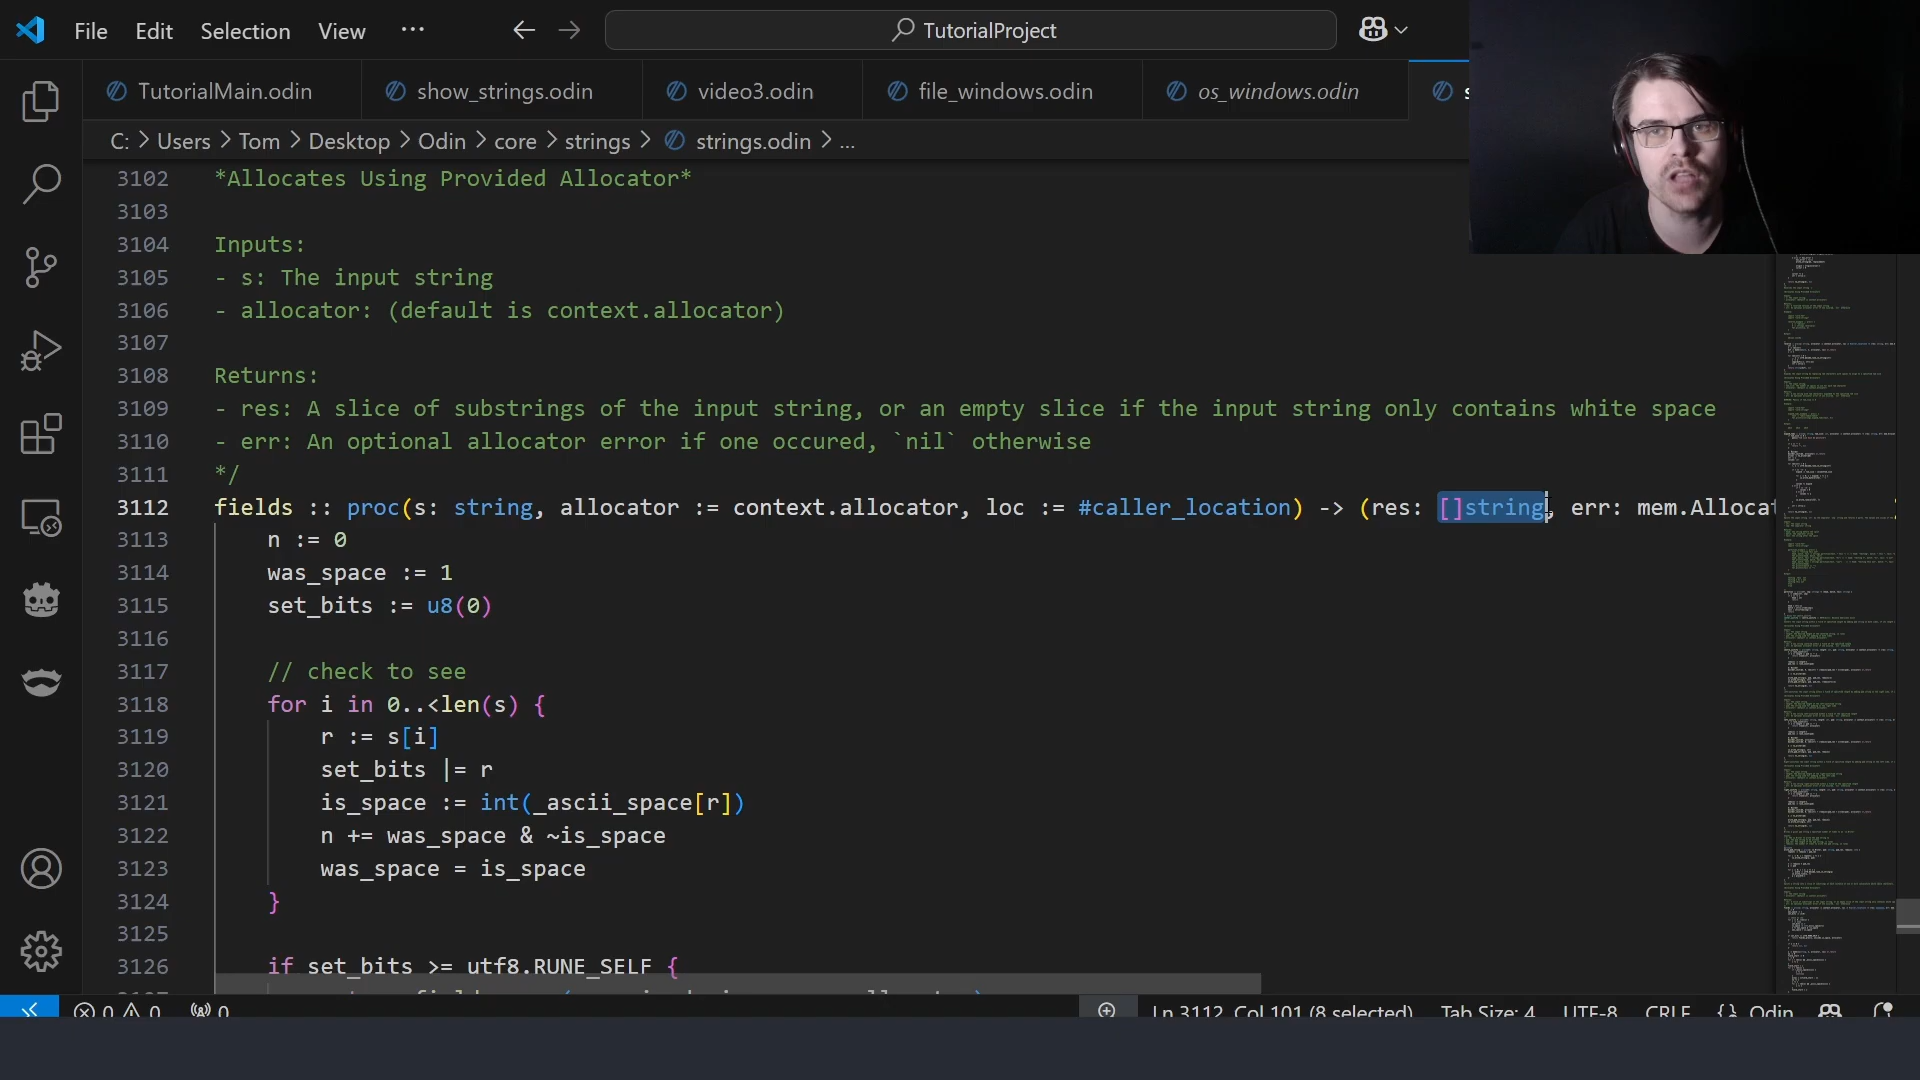 File Edit Selection View ··· TutorialProject
TutorialMain.odin show_strings.odin video3.odin file_windows.odin os_windows.odin s
C: > Users > Tom > Desktop > Odin > core > strings > strings.odin > ...
3102 *Allocates Using Provided Allocator*
3103
3104 Inputs:
3105 - s: The input string
3106 - allocator: (default is context.allocator)
3107
3108 Returns:
3109 - res: A slice of substrings of the input string, or an empty slice if the input string only contains white space
3110 - err: An optional allocator error if one occured, `nil` otherwise
3111 */
3112 fields :: proc(s: string, allocator := context.allocator, loc := #caller_location) -> (res: []string, err: mem.Allocat
3113 n := 0
3114 was_space := 1
3115 set_bits := u8(0)
3116
3117 // check to see
3118 for i in 0..<len(s) {
3119 r := s[i]
3120 set_bits |= r
3121 is_space := int(_ascii_space[r])
3122 n += was_space & ~is_space
3123 was_space = is_space
3124 }
3125
3126 if set_bits >= utf8.RUNE_SELF {
0 0 0 Ln 3112, Col 101 (8 selected) Tab Size: 4 UTF-8 CRLF {} Odin